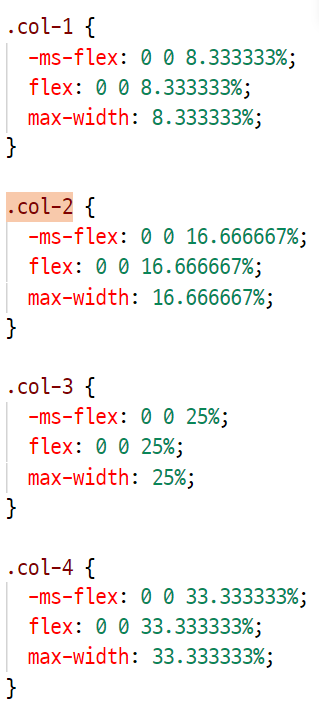 .col-1 {
  -ms-flex: 0 0 8.333333%;
  flex: 0 0 8.333333%;
  max-width: 8.333333%;
}

.col-2 {
  -ms-flex: 0 0 16.666667%;
  flex: 0 0 16.666667%;
  max-width: 16.666667%;
}

.col-3 {
  -ms-flex: 0 0 25%;
  flex: 0 0 25%;
  max-width: 25%;
}

.col-4 {
  -ms-flex: 0 0 33.333333%;
  flex: 0 0 33.333333%;
  max-width: 33.333333%;
}